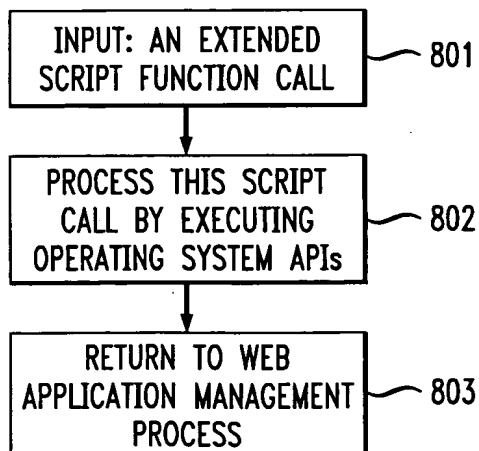 INPUT: AN EXTENDED
SCRIPT FUNCTION CALL
801
PROCESS THIS SCRIPT
CALL BY EXECUTING
OPERATING SYSTEM APIs
802
RETURN TO WEB
APPLICATION MANAGEMENT
PROCESS
803